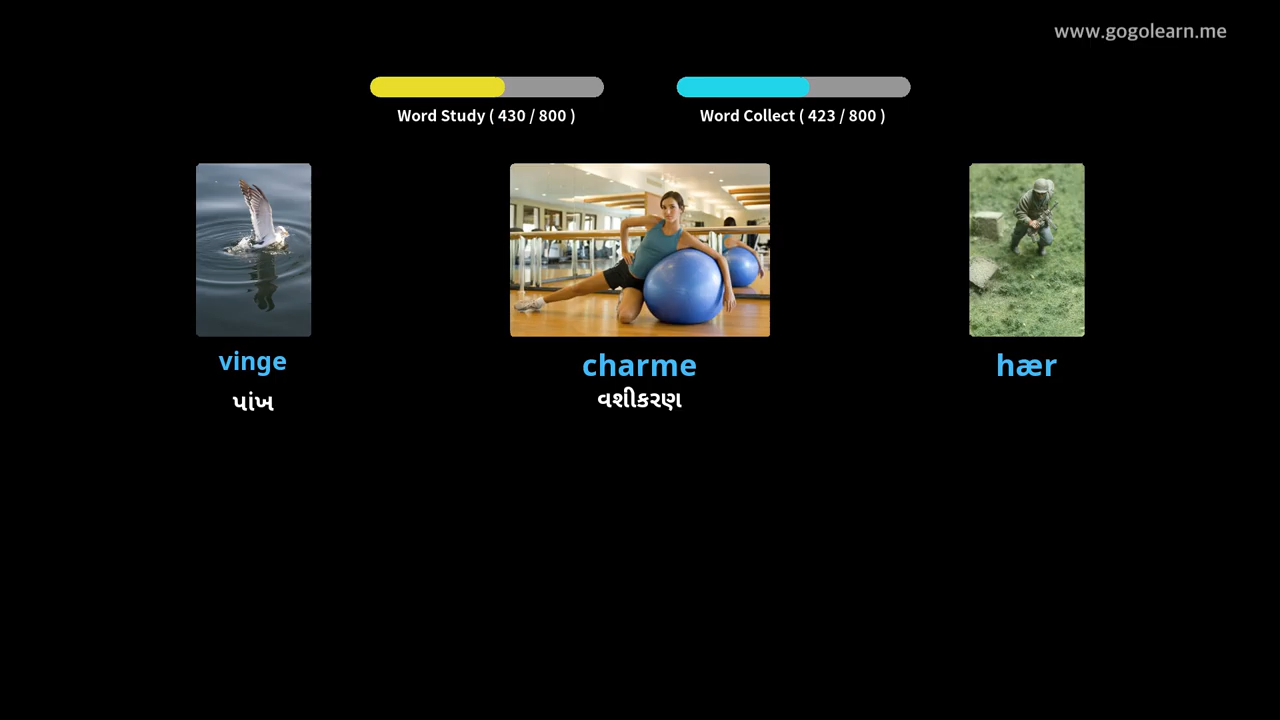 www.gogolearn.me
Word Study ( 430 / 800 )
Word Collect ( 423 / 800 )
vinge
પાંખ
charme
વશીકરણ
hær